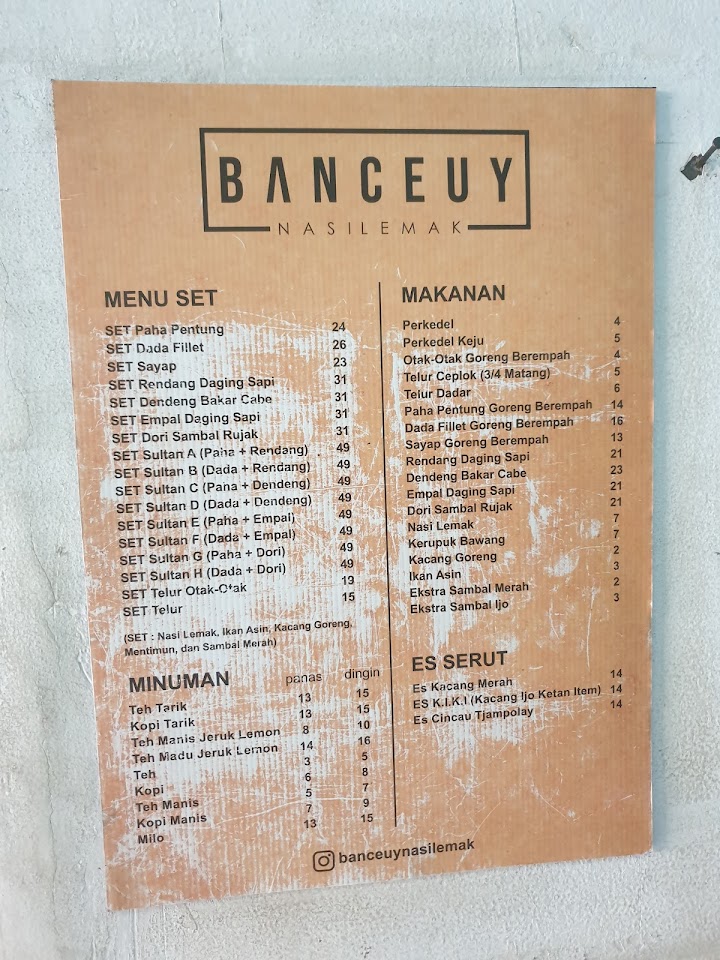 BANCEUY
NASILEMAK
MENU SET
SET Paha Pentung 24
SET Dada Fillet 26
SET Sayap 23
SET Rendang Daging Sapi 31
SET Dendeng Bakar Cabe 31
SET Empal Daging Sapi 31
SET Dori Sambal Rujak 31
SET Sultan A (Paha + Rendang) 49
SET Sultan B (Dada + Rendang) 49
SET Sultan C (Paha + Dendeng) 49
SET Sultan D (Dada + Dendeng) 49
SET Sultan E (Paha + Empal) 49
SET Sultan F (Dada + Empal) 49
SET Sultan G (Paha + Dori) 49
SET Sultan H (Dada + Dori) 49
SET Telur Otak-Otak 13
SET Telur 15
(SET : Nasi Lemak, Ikan Asin, Kacang Goreng,
Mentimun, dan Sambal Merah)
MINUMAN panas dingin
Teh Tarik 13 15
Kopi Tarik 13 15
Teh Manis Jeruk Lemon 8 10
Teh Madu Jeruk Lemon 14 16
Teh 3 5
Kopi 6 8
Teh Manis 5 7
Kopi Manis 7 9
Milo 13 15
MAKANAN
Perkedel 4
Perkedel Keju 5
Otak-Otak Goreng Berempah 4
Telur Ceplok (3/4 Matang) 5
Telur Dadar 6
Paha Pentung Goreng Berempah 14
Dada Fillet Goreng Berempah 16
Sayap Goreng Berempah 13
Rendang Daging Sapi 21
Dendeng Bakar Cabe 23
Empal Daging Sapi 21
Dori Sambal Rujak 21
Nasi Lemak 7
Kerupuk Bawang 7
Kacang Goreng 2
Ikan Asin 3
Ekstra Sambal Merah 2
Ekstra Sambal Ijo 3
ES SERUT
Es Kacang Merah 14
ES K.I.K.I (Kacang Ijo Ketan Item) 14
Es Cincau Tjampolay 14
banceuynasilemak